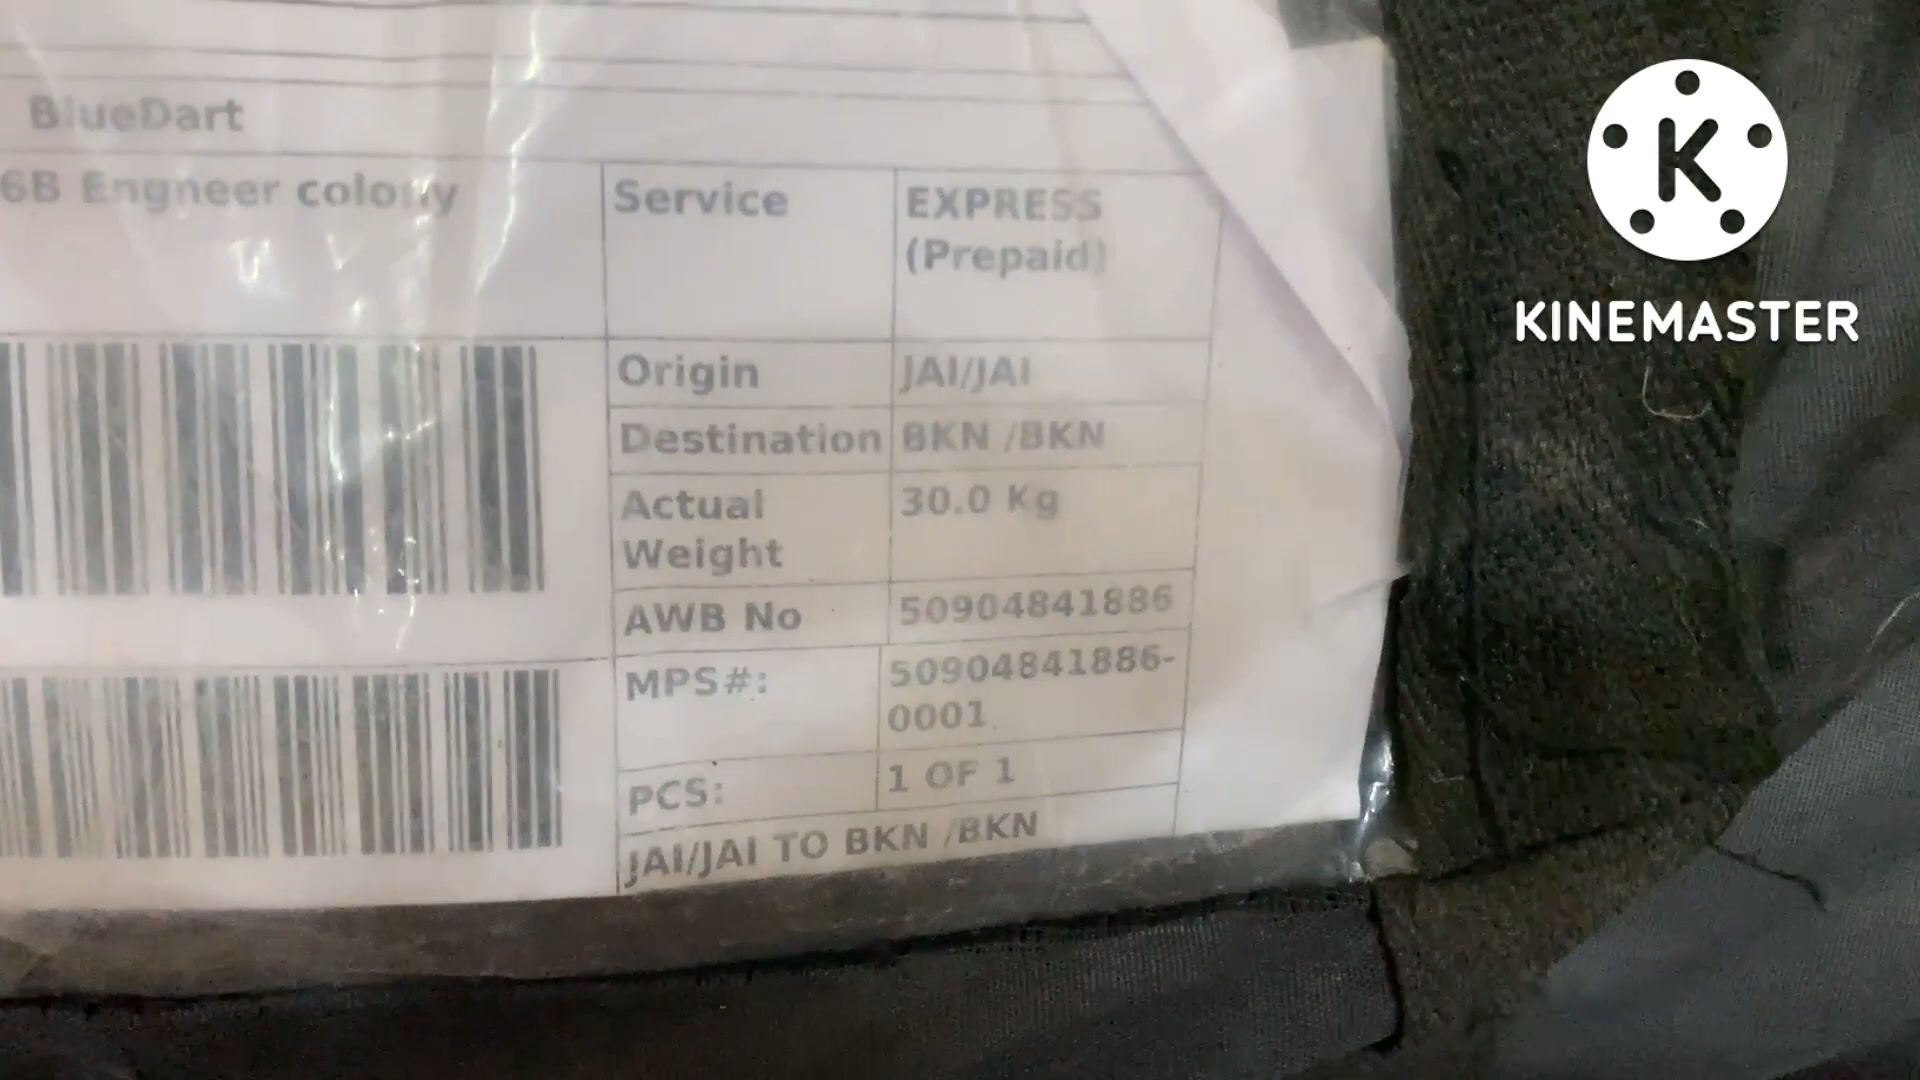 BlueDart
6B Engneer colony
Service
EXPRESS
(Prepaid)
Origin
JAI/JAI
Destination
BKN /BKN
Actual
Weight
30.0 Kg
AWB No
50904841886
MPS#:
50904841886-
0001
PCS:
1 OF 1
JAI/JAI TO BKN /BKN
K
KINEMASTER